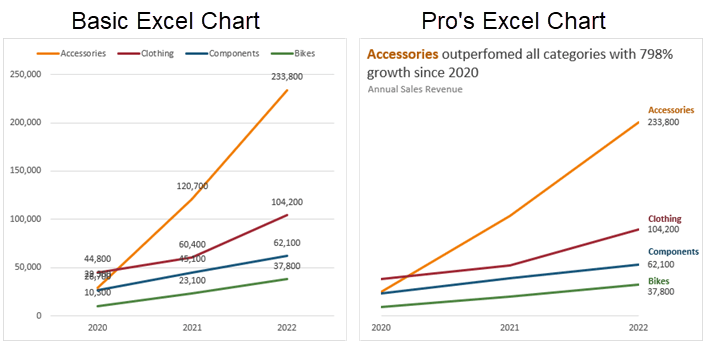 Basic Excel Chart
Accessories Clothing Components Bikes
250,000
233,800
200,000
150,000
120,700
100,000
104,200
60,400
62,100
50,000
44,800
45,100
37,800
10,300
23,100
0
2020 2021 2022
Pro's Excel Chart
Accessories outperfomed all categories with 798%
growth since 2020
Annual Sales Revenue
Accessories
233,800
Clothing
104,200
Components
62,100
Bikes
37,800
2020 2021 2022